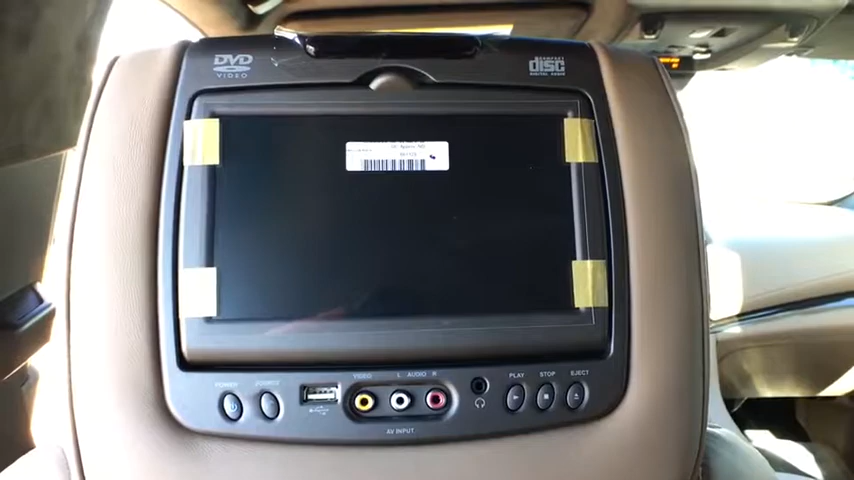 DVD
VIDEO
COMPACT
DISC
DIGITAL AUDIO
POWER
SOURCE
VIDEO
L AUDIO R
PLAY
STOP
EJECT
AV INPUT